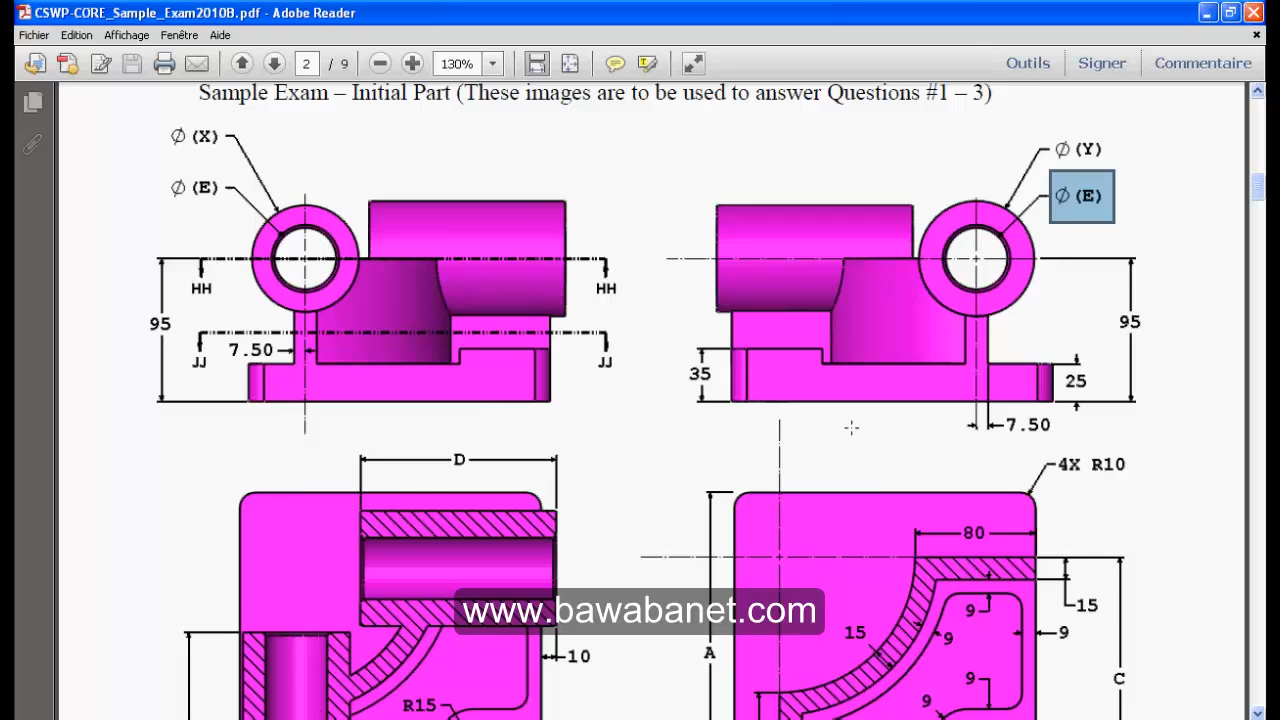 CSWP-CORE_Sample_Exam2010B.pdf - Adobe Reader
Fichier Edition Affichage Fenêtre Aide
2 / 9 130% Outils Signer Commentaire
Sample Exam – Initial Part (These images are to be used to answer Questions #1 – 3)
∅ (X)
∅ (Y)
∅ (E)
∅ (E)
HH HH
95
95
7.50
JJ JJ
35
25
7.50
D
4X R10
80
15
9
www.bawabanet.com
15
9
9
10
A
9
C
R15
9